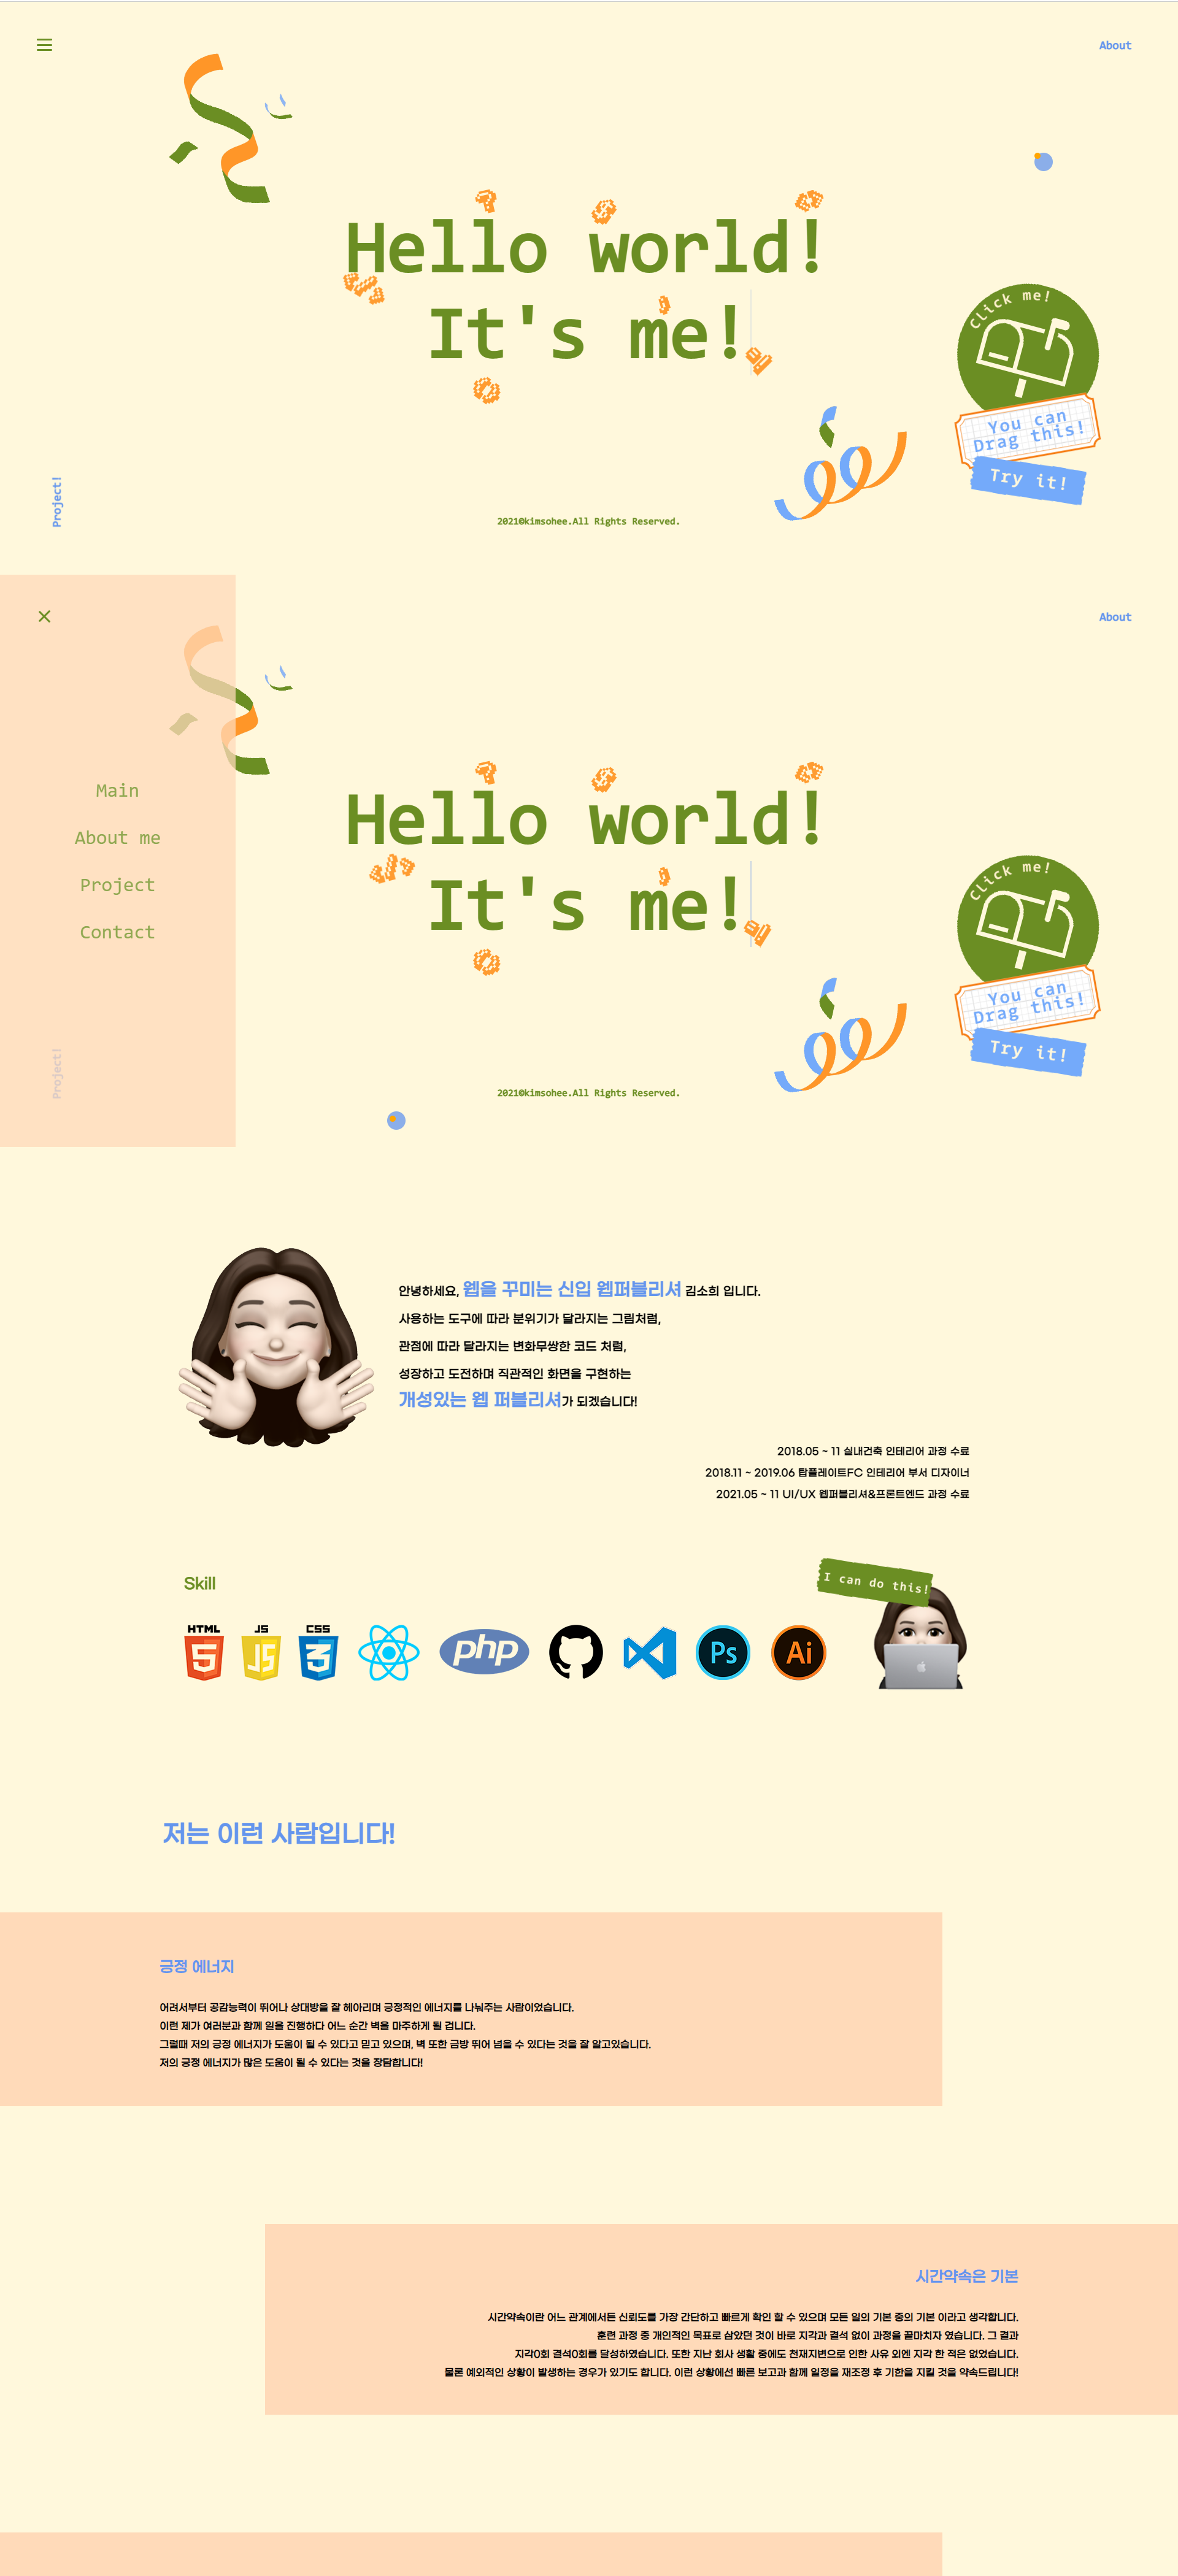 About
Hello world!
It's me!
Click me!
You can
Drag this!
Try it!
Project!
2021©kimsohee.All Rights Reserved.
About
Main
About me
Project
Contact
Hello world!
It's me!
Click me!
You can
Drag this!
Try it!
Project!
2021©kimsohee.All Rights Reserved.
안녕하세요, 웹을 꾸미는 신입 웹퍼블리셔 김소희 입니다.
사용하는 도구에 따라 분위기가 달라지는 그림처럼,
관점에 따라 달라지는 변화무쌍한 코드 처럼,
성장하고 도전하며 직관적인 화면을 구현하는
개성있는 웹 퍼블리셔가 되겠습니다!
2018.05 ~ 11 실내건축 인테리어 과정 수료
2018.11 ~ 2019.06 탑플레이트FC 인테리어 부서 디자이너
2021.05 ~ 11 UI/UX 웹퍼블리셔&프론트엔드 과정 수료
Skill
I can do this!
HTML
5
JS
JS
CSS
3
php
Ps
Ai
저는 이런 사람입니다!
긍정 에너지
어려서부터 공감능력이 뛰어나 상대방을 잘 헤아리며 긍정적인 에너지를 나눠주는 사람이었습니다.
이런 제가 여러분과 함께 일을 진행하다 어느 순간 벽을 마주하게 될 겁니다.
그럴때 저의 긍정 에너지가 도움이 될 수 있다고 믿고 있으며, 벽 또한 금방 뛰어 넘을 수 있다는 것을 잘 알고있습니다.
저의 긍정 에너지가 많은 도움이 될 수 있다는 것을 장담합니다!
시간약속은 기본
시간약속이란 어느 관계에서든 신뢰도를 가장 간단하고 빠르게 확인 할 수 있으며 모든 일의 기본 중의 기본 이라고 생각합니다.
훈련 과정 중 개인적인 목표로 삼았던 것이 바로 지각과 결석 없이 과정을 끝마치자 였습니다. 그 결과
지각0회 결석0회를 달성하였습니다. 또한 지난 회사 생활 중에도 천재지변으로 인한 사유 외엔 지각 한 적은 없었습니다.
물론 예외적인 상황이 발생하는 경우가 있기도 합니다. 이런 상황에선 빠른 보고과 함께 일정을 재조정 후 기한을 지킬 것을 약속드립니다!